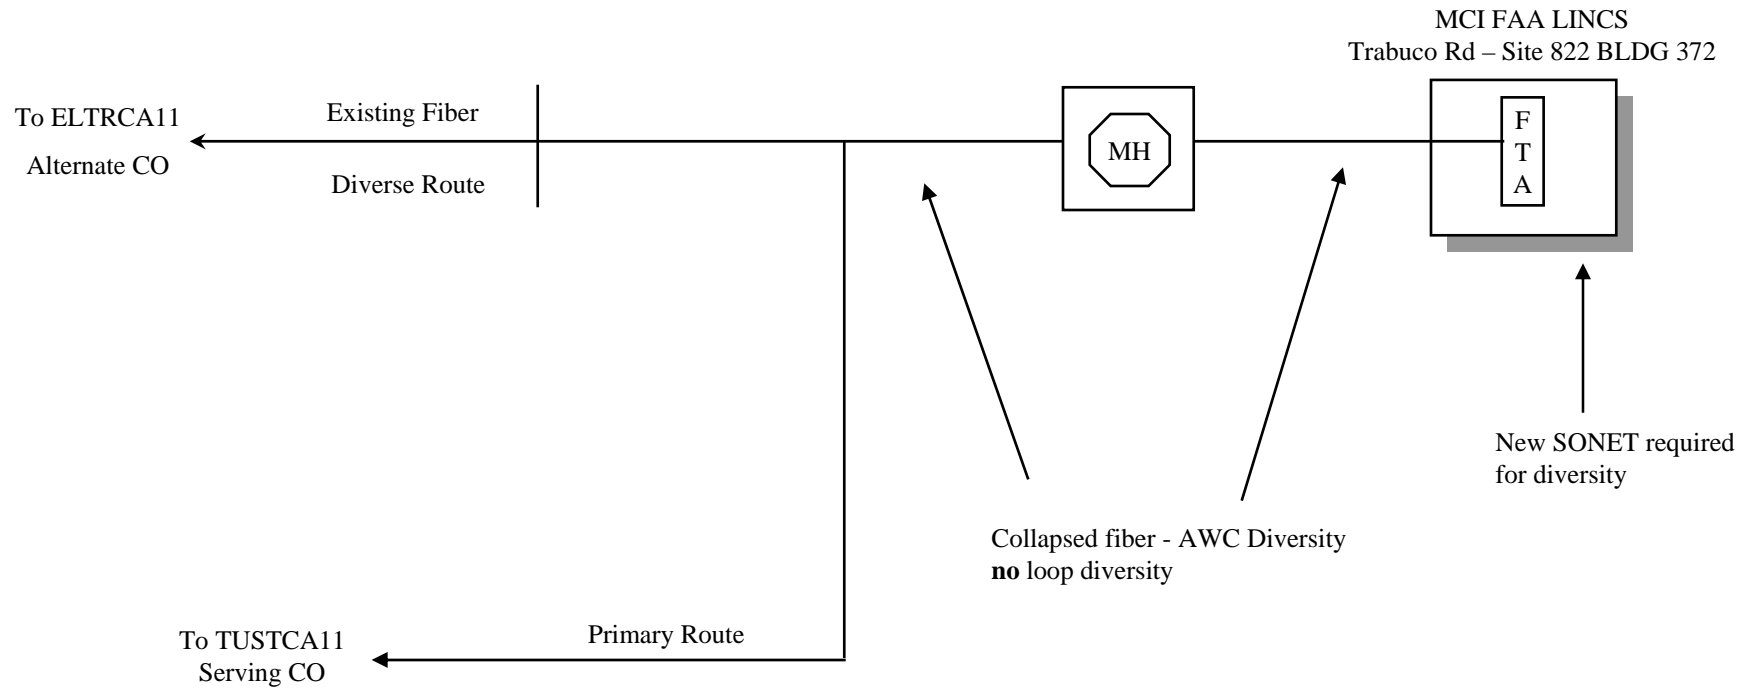 MCI FAA LINCS
Trabuco Rd – Site 822 BLDG 372
To ELTRCA11
Alternate CO
Existing Fiber
Diverse Route
MH
F
T
A
New SONET required
for diversity
Collapsed fiber - AWC Diversity
no loop diversity
Primary Route
To TUSTCA11
Serving CO